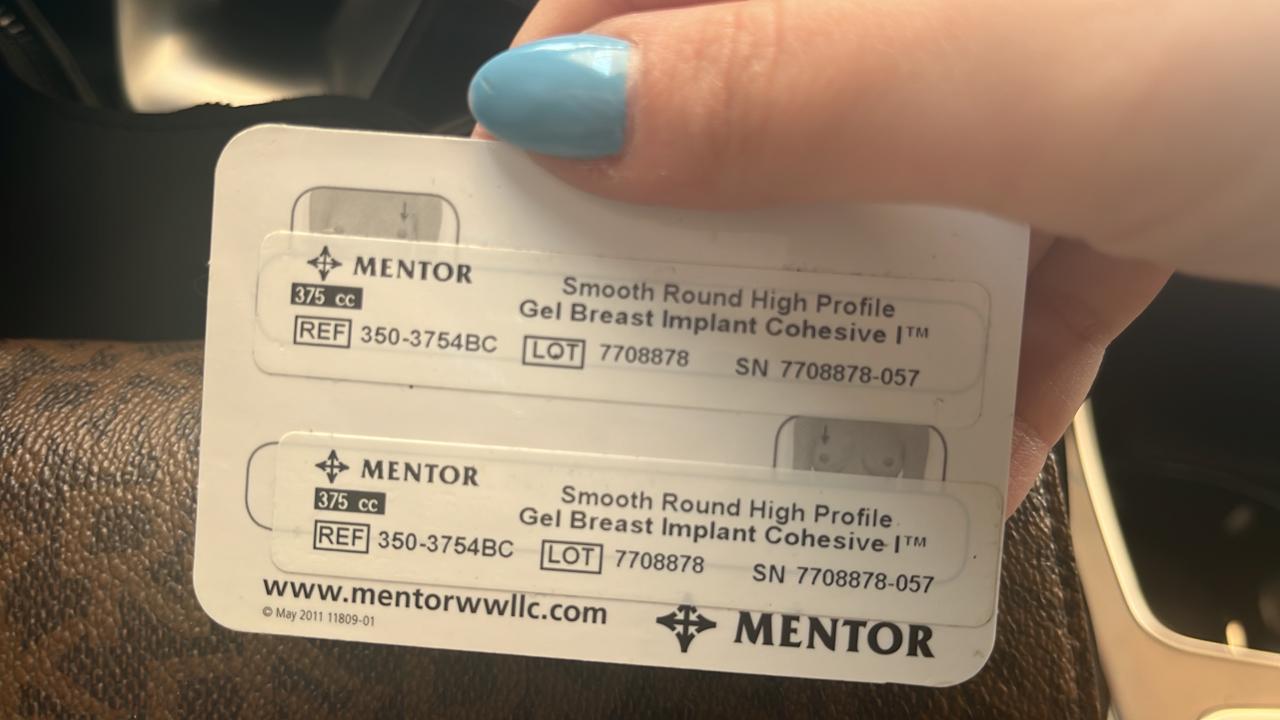 MENTOR
375 cc
Smooth Round High Profile
Gel Breast Implant Cohesive I™
REF 350-3754BC LOT 7708878 SN 7708878-057
MENTOR
375 cc
Smooth Round High Profile
Gel Breast Implant Cohesive I™
REF 350-3754BC LOT 7708878 SN 7708878-057
www.mentorwwllc.com
© May 2011 11809-01
MENTOR